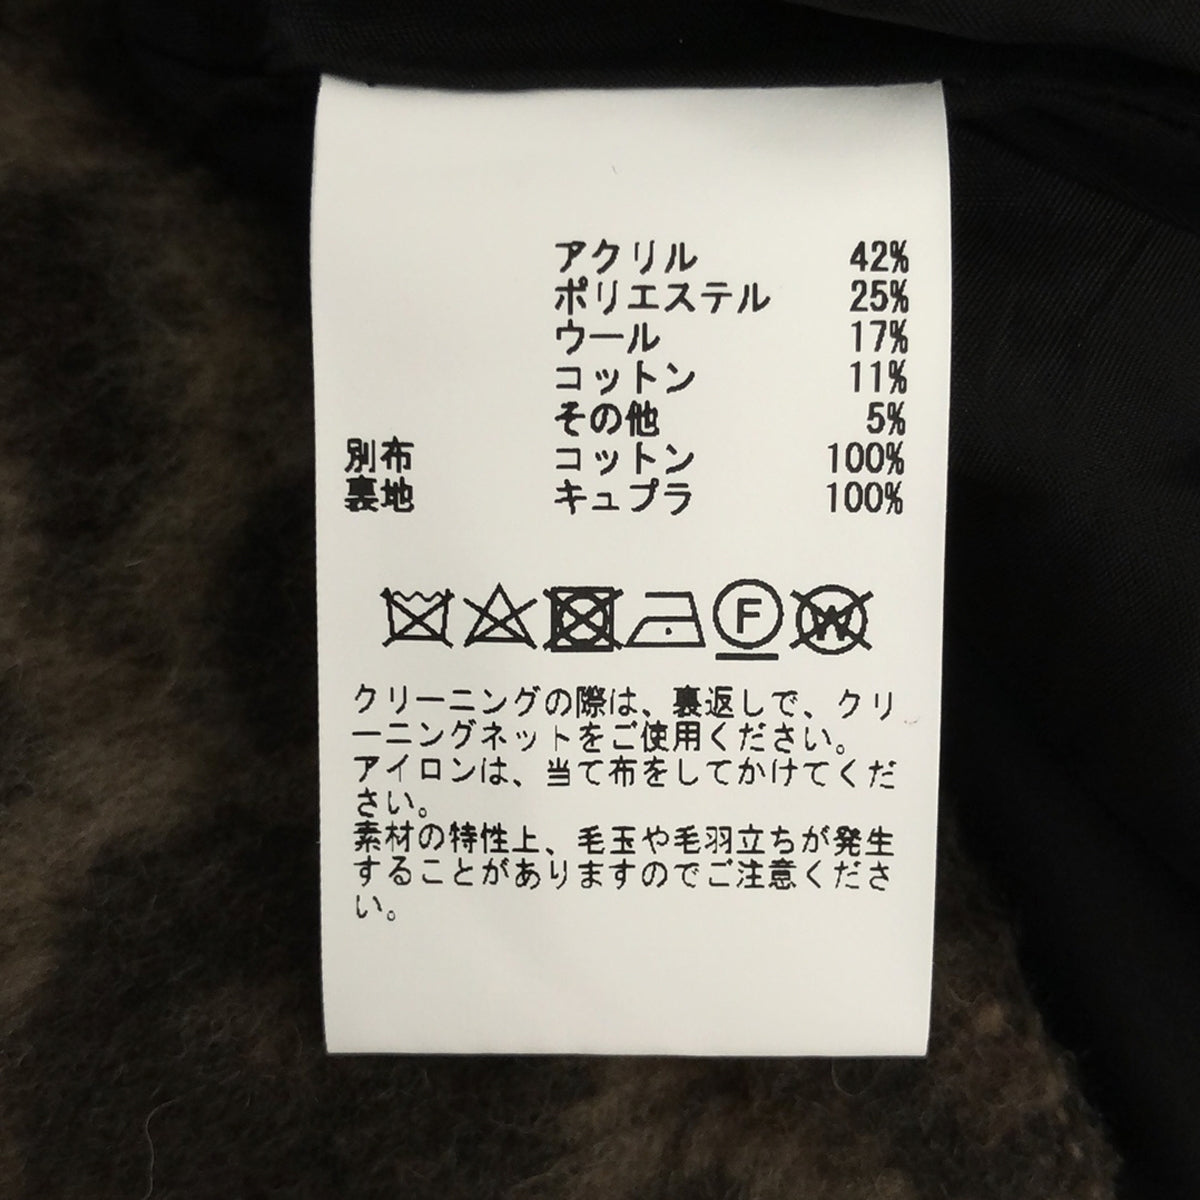 アクリル 42%
ポリエステル 25%
ウール 17%
コットン 11%
その他 5%
別布 コットン 100%
裏地 キュプラ 100%
F W
クリーニングの際は、裏返しで、クリ
ーニングネットをご使用ください。
アイロンは、当て布をしてかけてくだ
さい。
素材の特性上、毛玉や毛羽立ちが発生
することがありますのでご注意くださ
い。